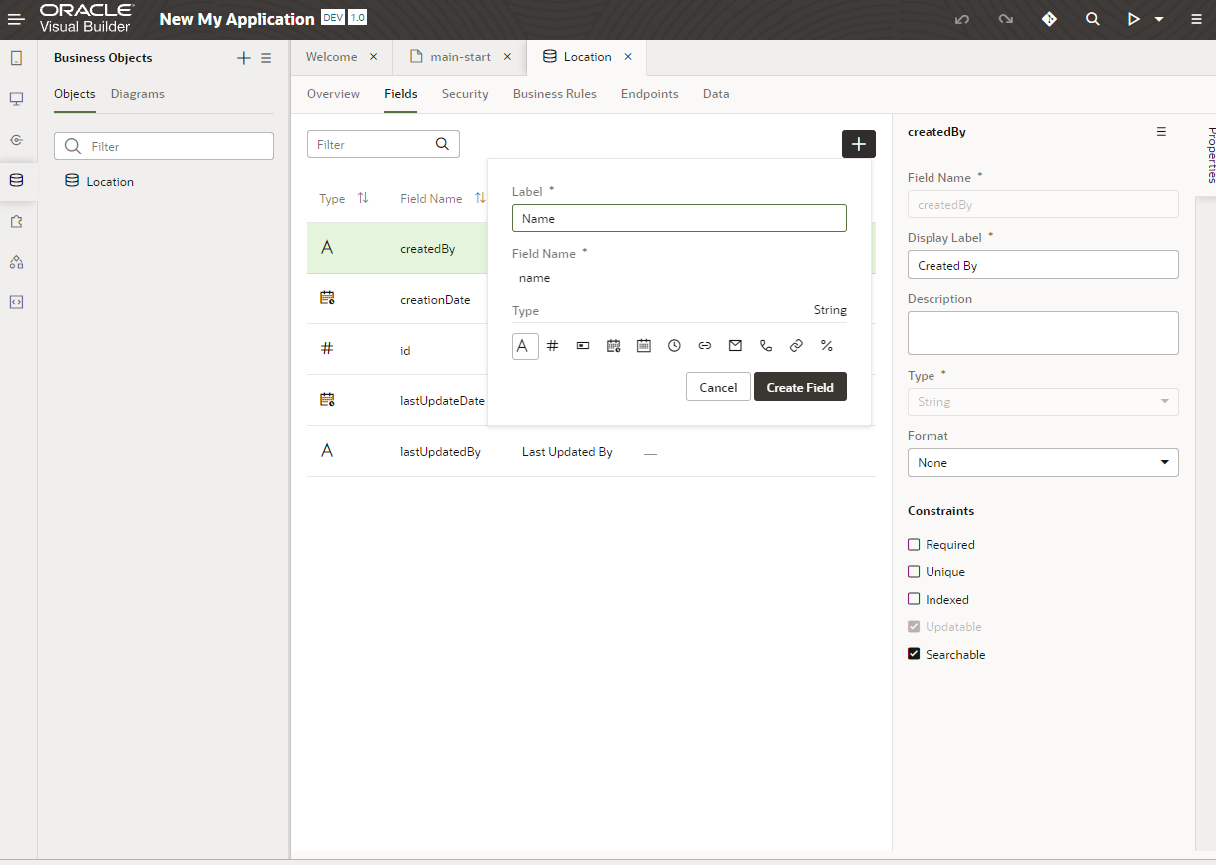 ORACLE
Visual Builder
New My Application DEV 1.0
Business Objects
Objects Diagrams
Filter
Location
Welcome
main-start
Location
Overview Fields Security Business Rules Endpoints Data
Filter
Type Field Name
A createdBy
creationDate
# id
lastUpdateDate
A lastUpdatedBy Last Updated By —
Label *
Name
Field Name *
name
Type String
A # %
Cancel Create Field
createdBy
Field Name *
createdBy
Display Label *
Created By
Description
Type *
String
Format
None
Constraints
Required
Unique
Indexed
Updatable
Searchable
Properties